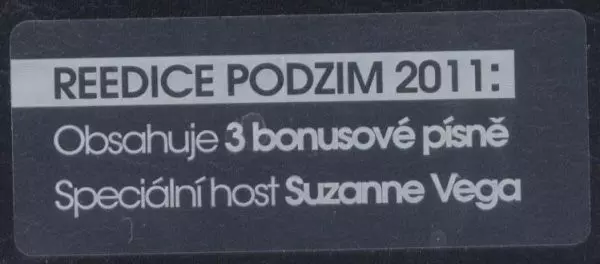 REEDICE PODZIM 2011:
Obsahuje 3 bonusové písně
Speciální host Suzanne Vega